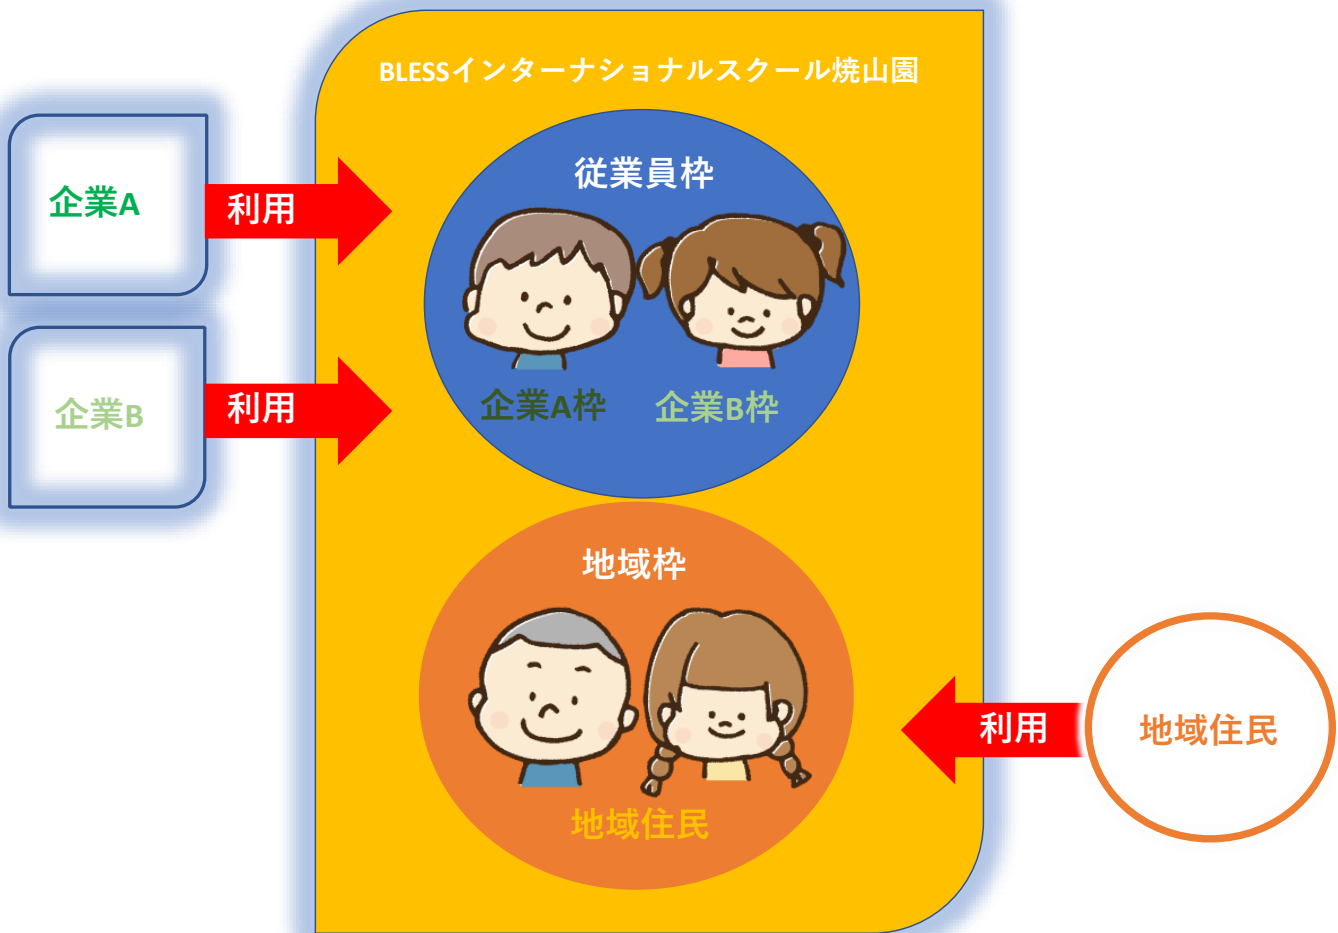 BLESSインターナショナルスクール焼山園
従業員枠
企業A
利用
企業B
利用
企業A枠
企業B枠
地域枠
地域住民
利用
地域住民